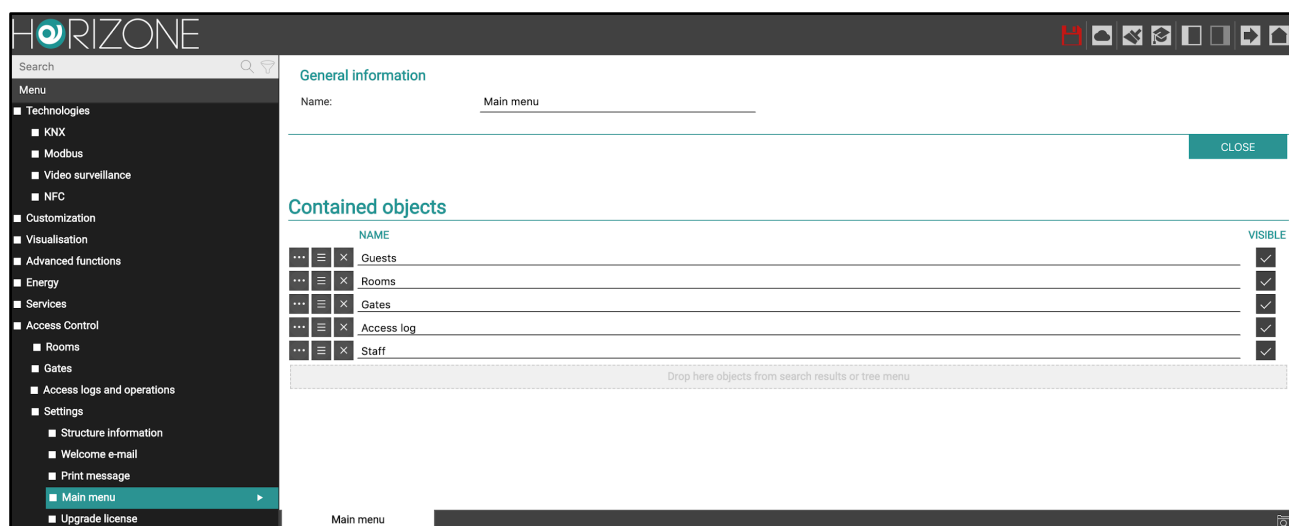 HORIZONE
Search
Menu
Technologies
KNX
Modbus
Video surveillance
NFC
Customization
Visualisation
Advanced functions
Energy
Services
Access Control
Rooms
Gates
Access logs and operations
Settings
Structure information
Welcome e-mail
Print message
Main menu
Upgrade license
General information
Name: Main menu
CLOSE
Contained objects
NAME VISIBLE
Guests
Rooms
Gates
Access log
Staff
Drop here objects from search results or tree menu
Main menu